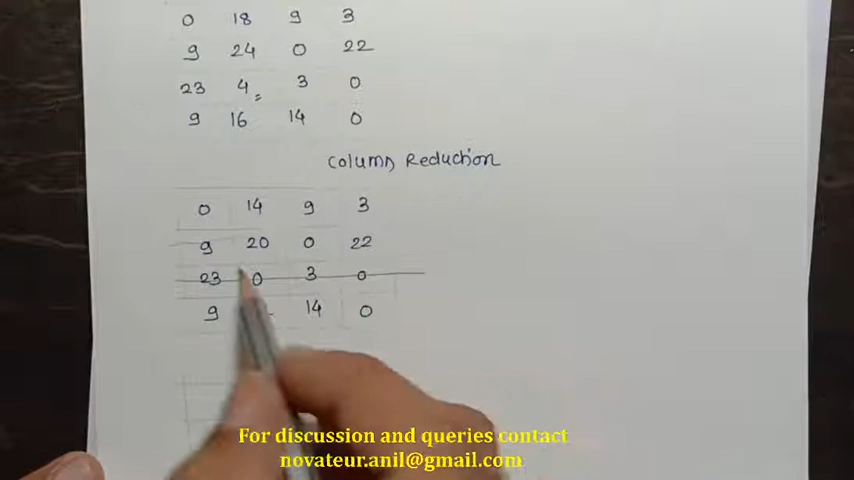 0 18 9 3
9 24 0 22
23 4 3 0
9 16 14 0
Column Reduction
0 14 9 3
9 20 0 22
23 0 3 0
9 14 0
For discussion and queries contact
novateur.anil@gmail.com